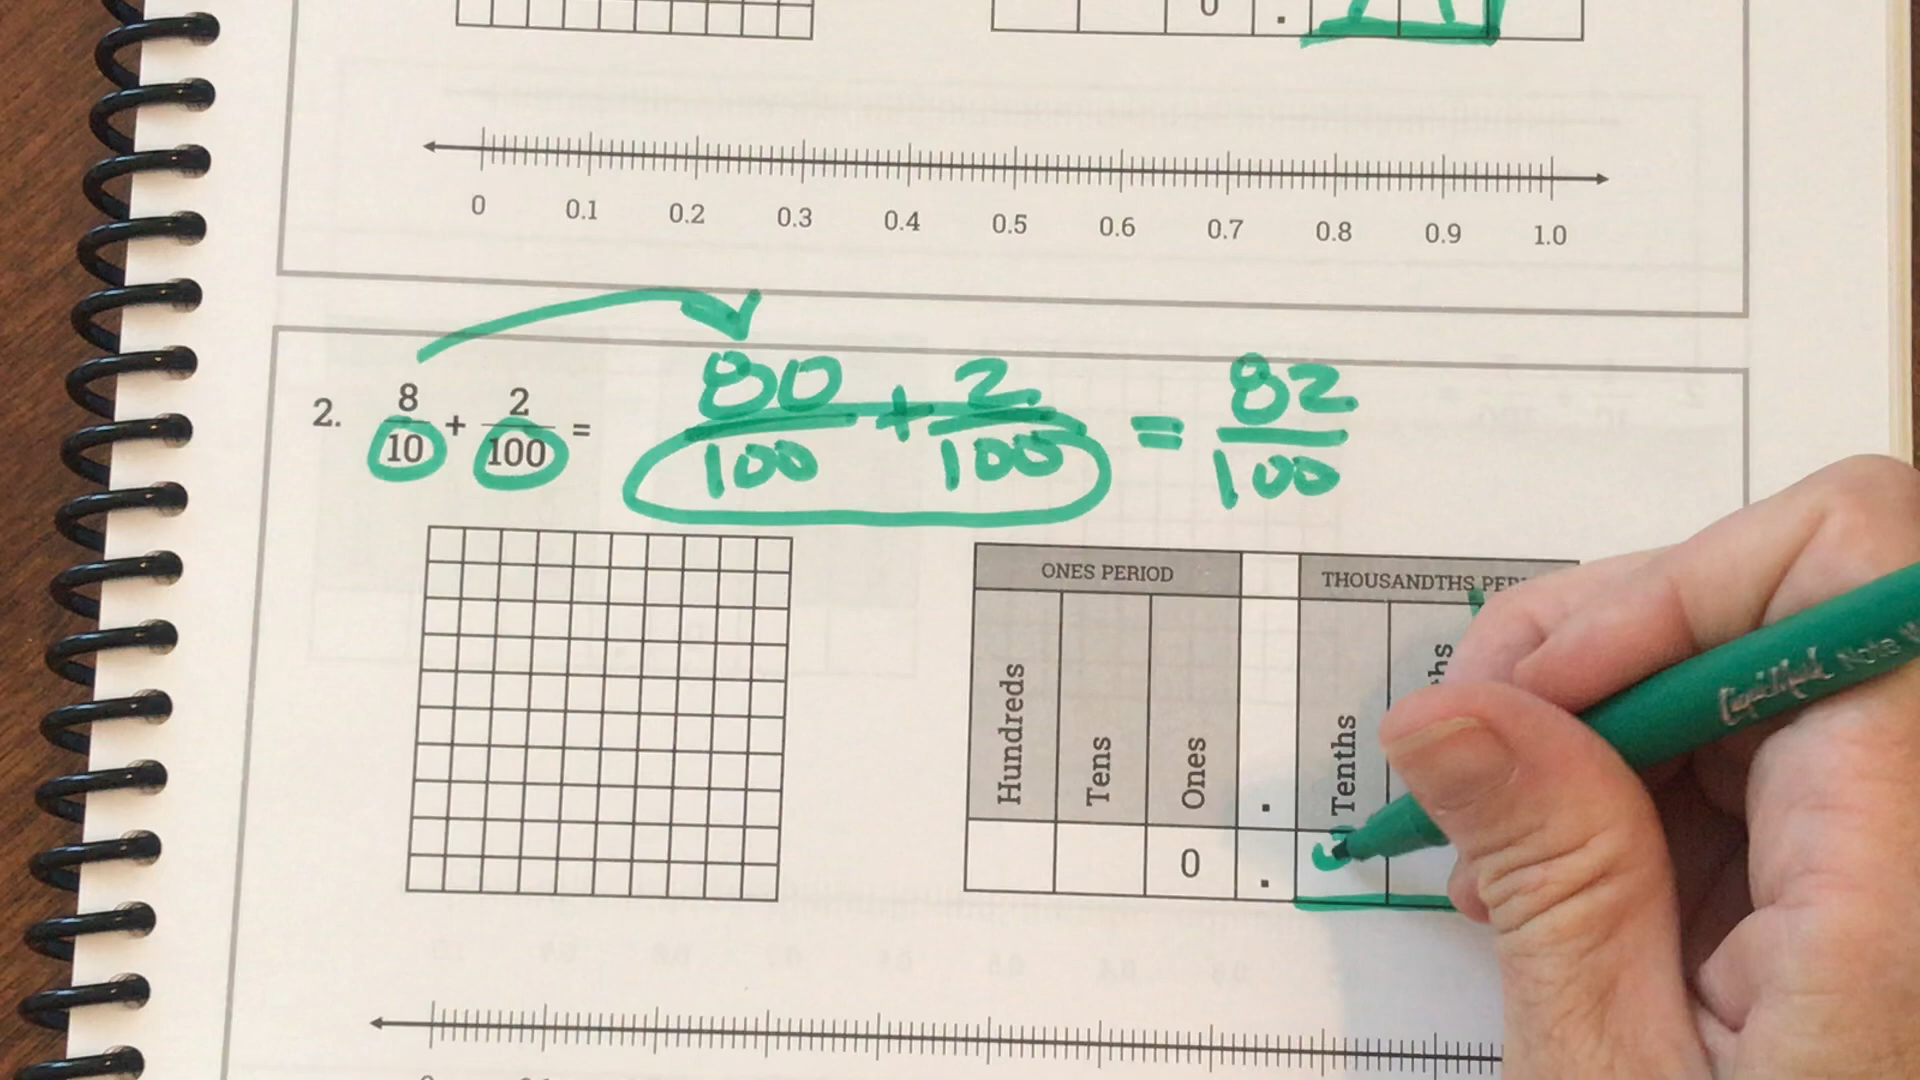 0 .
0 0.1 0.2 0.3 0.4 0.5 0.6 0.7 0.8 0.9 1.0
2. 8/10 + 2/100 = 80/100 + 2/100 = 82/100
ONES PERIOD THOUSANDTHS
Hundreds Tens Ones . Tenths
0 .